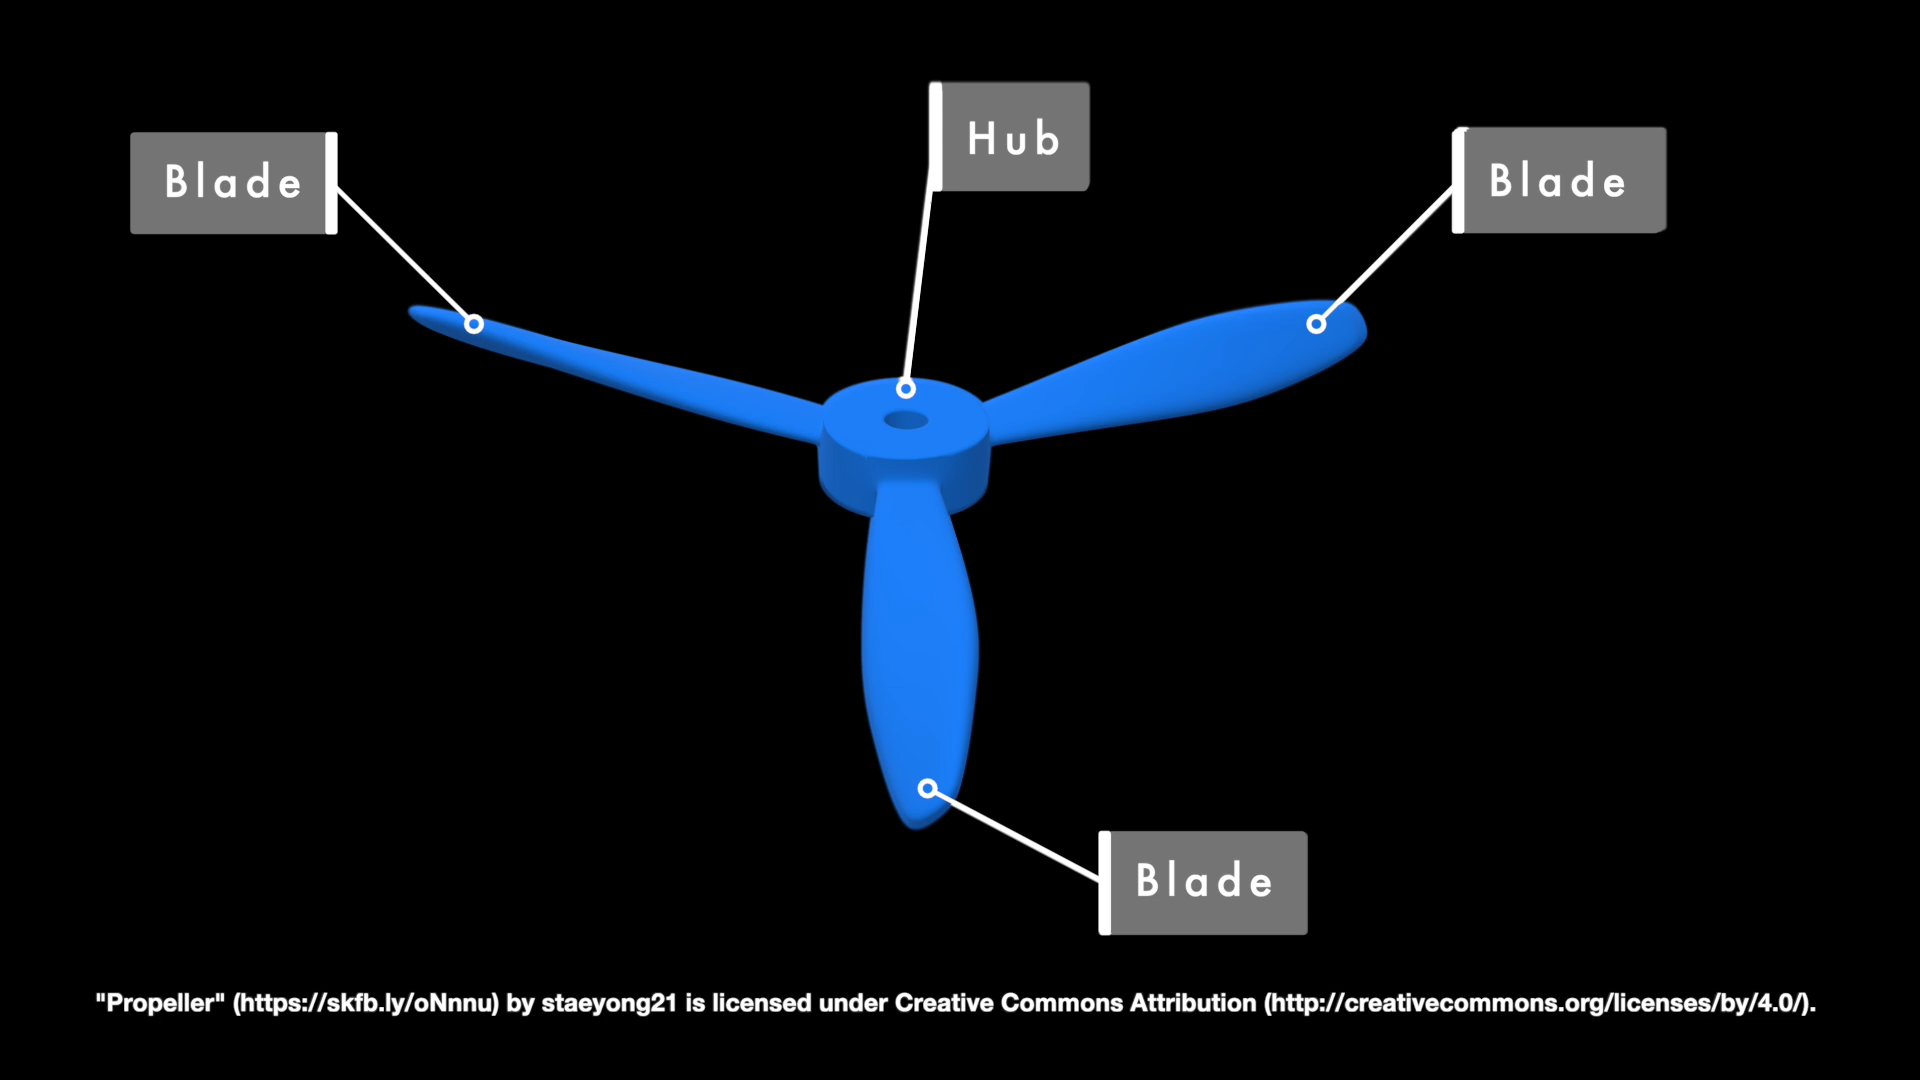 Hub
Blade
Blade
Blade
"Propeller" (https://skfb.ly/oNnnu) by staeyong21 is licensed under Creative Commons Attribution (http://creativecommons.org/licenses/by/4.0/).